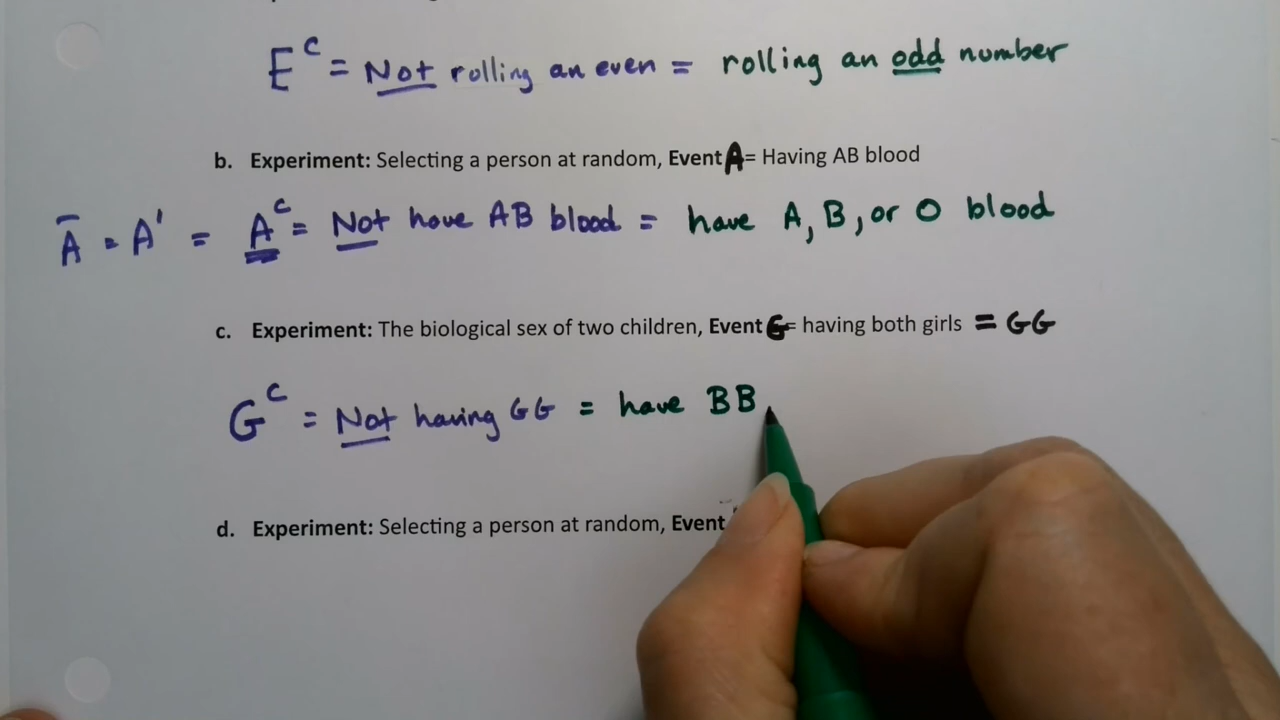 E^c = Not rolling an even = rolling an odd number
b. Experiment: Selecting a person at random, Event A = Having AB blood
Ā = A' = A^c = Not have AB blood = have A, B, or O blood
c. Experiment: The biological sex of two children, Event G = having both girls = GG
G^c = Not having GG = have BB
d. Experiment: Selecting a person at random, Event